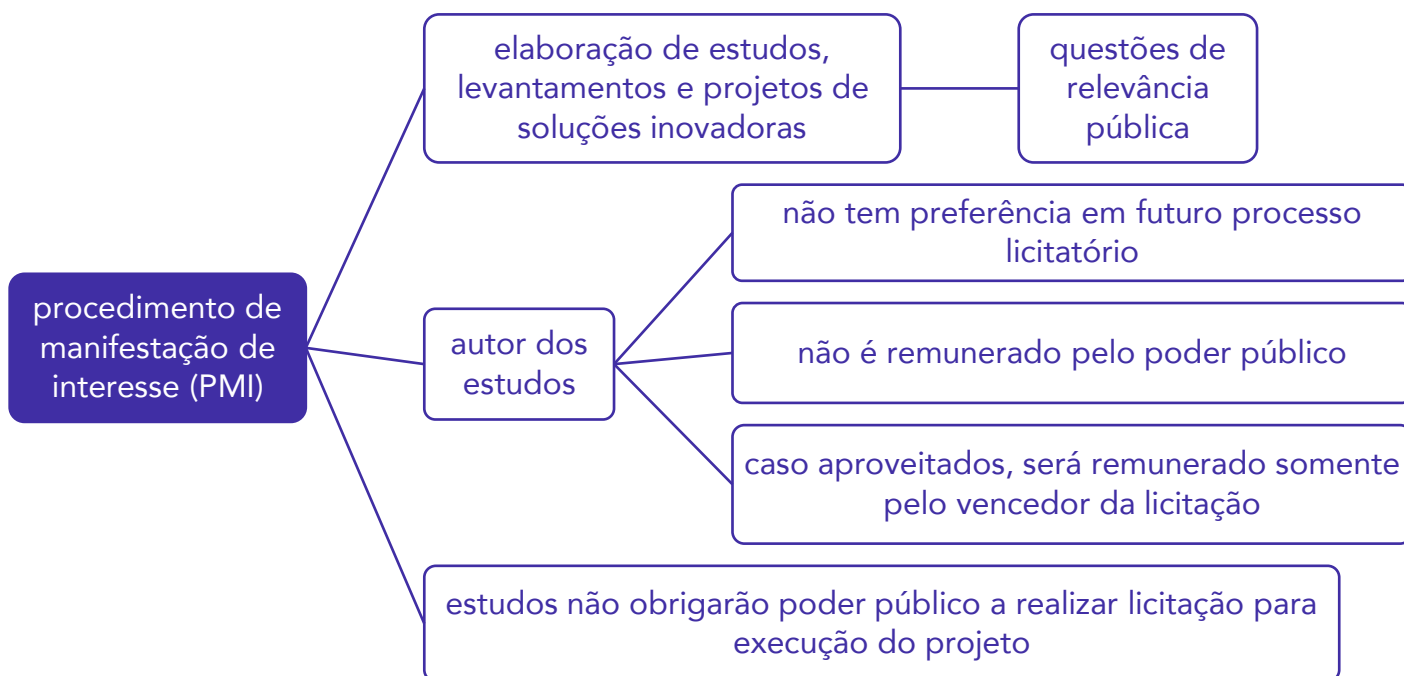 elaboração de estudos,
levantamentos e projetos de
soluções inovadoras
questões de
relevância
pública
não tem preferência em futuro processo
licitatório
procedimento de
manifestação de
interesse (PMI)
autor dos
estudos
não é remunerado pelo poder público
caso aproveitados, será remunerado somente
pelo vencedor da licitação
estudos não obrigarão poder público a realizar licitação para
execução do projeto